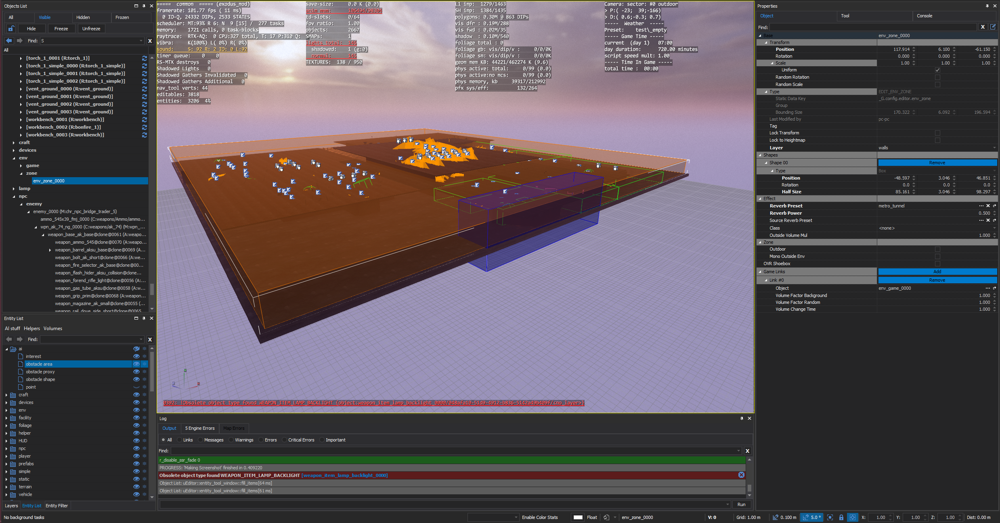 Objects List
All
Visible
Hidden
Frozen
Hide
Freeze
Unfreeze
Find:
S
X
All
[torch_1_0001 (R:torch_1)]
[torch_1_simple_0000 (R:torch_1_simple)]
[torch_1_simple_0001 (R:torch_1_simple)]
[torch_1_simple_0002 (R:torch_1_simple)]
[vent_ground_0000 (R:vent_ground)]
[vent_ground_0001 (R:vent_ground)]
[vent_ground_0002 (R:vent_ground)]
[vent_ground_0003 (R:vent_ground)]
[workbench_0001 (R:workbench)]
[workbench_0002 (R:bonfire_1)]
[workbench_0003 (R:workbench)]
craft
devices
env
game
zone
env_zone_0000
lamp
npc
enemy
enemy_0000 (M:chr_npc_bridge_trader_5)
ammo_545x39_fmj_0000 (C:weapons/Ammo/ammo...
wpn_ak_74_ng_0000 (C:weapons/ak_74) (M:wpn_...
weapon_base_ak_base@clone@0061 (A:weapo...
weapon_ammo_545@clone@0070 (A:weapo...
weapon_barrel_aksu_base@clone@0069 (A...
weapon_bolt_ak_short@clone@0066 (A:we...
weapon_fire_selector_ak_base@clone@00...
weapon_flash_hider_aksu_collision@clone...
weapon_forend_rifle_light@clone@0056 (A:...
weapon_gas_tube_aksu@clone@0058 (A:w...
weapon_grip_prim@clone@0068 (A:weapon...
weapon_magazine_ak_small@clone@0055 (...
weapon_rail_dove_side_short@clone@0065
Entity List
AI stuff Helpers Volumes
Find:
X
ai
interest
obstacle area
obstacle proxy
obstacle shape
point
craft
devices
env
facility
foliage
helper
HUD
npc
player
prefabs
simple
static
terrain
vehicle
Layers Entity List Entity Filter
No background tasks
===== common ===== (exodus_mod)
framerate: 101.77 fps ( 11 ms)
0 IO-Q, 24332 DIPs, 2533 STATES
scheduler: MT:93% R 6: N 9 [15] / 277 tasks
memory: 1721 calls, 0 task-blocks
raytrace: RTX-AQ: 0 CPU:327 total, T: 17 P:310 Q:
vibra: K(100%) L( 0%) R( 0%)
sound: S: 92 R: 2 IO: 0 L:92
timer queue: 0 0
RS-MTX destroys 0
Shadowed Lights 0
Shadowed Gathers Invalidated 0
Shadowed Gathers Additional 0
nav_tool verts: 44
editables: 3818
entities: 3206 4%
save-size: 0.0 K (0.0)
anim mem: 106494/98304
td-slots: 0/64
fov ratio: 1.00
objects: 2667
SMAPs: 1
lights total: 146
shadowed: 1 (g:0)
normal: 145
TEXTURES: 138 / 950
L1 imp: 1279/1463
SH imp: 1384/1435
polygons: 0.30M @ 863 DIPs
vis dfr : 0.19M/288
vis fwd : 0.02M/35
shadow : 0.10M/540
foliage total : 0
foliage gb: vis/dip/v : 0/0/0K
foliage sm: vis/dip/v : 0/0/0K
geom mem KB: 44221/462274 K (9.6)
phys active: total: 0/99 (0.0)
phys active:no mcs: 0/99 (0.0)
phys memory, kb 39317/212992
pfx sys/eff: 132/264
Camera: sector: #0 outdoor
> P:( -23; 39;-166)
> D:( 0.6;-0.3; 0.7)
----- Weather -----
Preset: test\_empty
----- Game Time -----
current (day 1) 07:00
day duration: 720.00 minutes
script speed mult: 1.00
----- Time In Game -----
total time : 00:00
0392: !Obsolete object type found WEAPON_ITEM_LAMP_BACKLIGHT {object:weapon_item_lamp_backlight_0000/048afa10-51d9-4912-b836-5142a49b409f/<no_layer>}
Log
Output
5 Engine Errors
Map Errors
All Links Messages Warnings Errors Critical Errors Important
Find:
X
r_disable_ssr_fade 0
PROGRESS: 'Making Screenshot' finished in 0.409220
Obsolete object type found WEAPON_ITEM_LAMP_BACKLIGHT [weapon_item_lamp_backlight_0000]
Object List: uEditor::entity_tool_window::fill_items[64 ms]
Object List: uEditor::entity_tool_window::fill_items[61 ms]
Run
Enable Color Stats
Float
env_zone_0000
V: 0
Grid: 1.00 m
0.100 m
5.0 °
X: 1.00
Y: 1.00
Z: 1.00
Dist: 0.00 m
Properties
Object
Tool
Console
Find:
X
Base env_zone_0000
Transform
Position 117.914 6.100 -61.150
Rotation 0.000 0.000 0.000
Scale 1.00 1.00 1.00
Uniform
Random Rotation
Random Scale
Type EDIT_ENV_ZONE
Static Data Key _G.config.editor.env_zone
Group
Bounding Size 170.322 6.092 196.594
Last Modified by pc-pc
Tag
Lock Transform
Lock to Heightmap
Layer walls
Shapes
Shape 00 Remove
Type Box
Position -48.597 3.046 46.851
Rotation 0.0 0.0 0.0
Half Size 85.161 3.046 98.297
Effect
Reverb Preset metro_tunnel
Reverb Power 0.500
Source Reverb Preset
Class <none>
Outside Volume Mul 1.000
Zone
Outdoor
Mono Outside Env
OVR Shoebox
Game Links Add
Link #0 Remove
Object env_game_0000
Volume Factor Background 1.000
Volume Factor Random 1.000
Volume Change Time 1.000